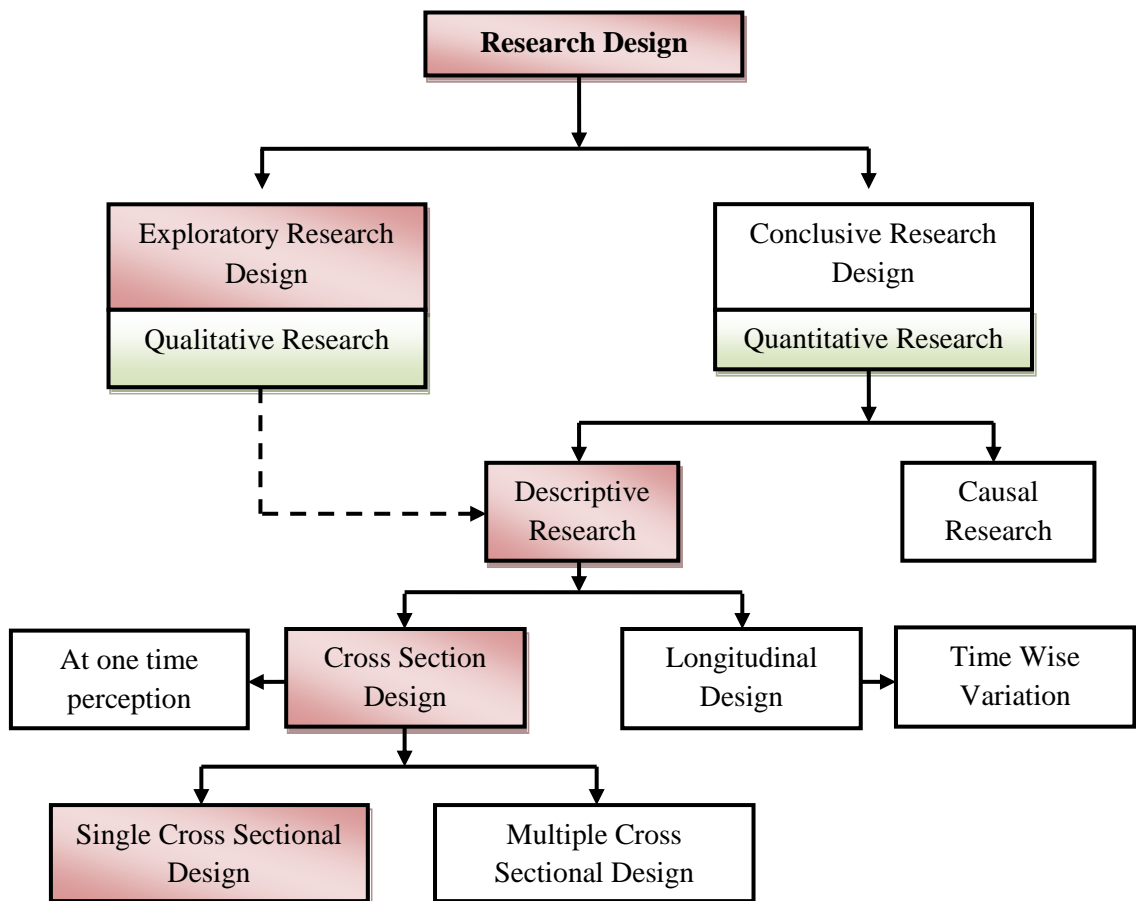 Research Design
Exploratory Research
Design
Qualitative Research
Conclusive Research
Design
Quantitative Research
Descriptive
Research
Causal
Research
At one time
perception
Cross Section
Design
Longitudinal
Design
Time Wise
Variation
Single Cross Sectional
Design
Multiple Cross
Sectional Design